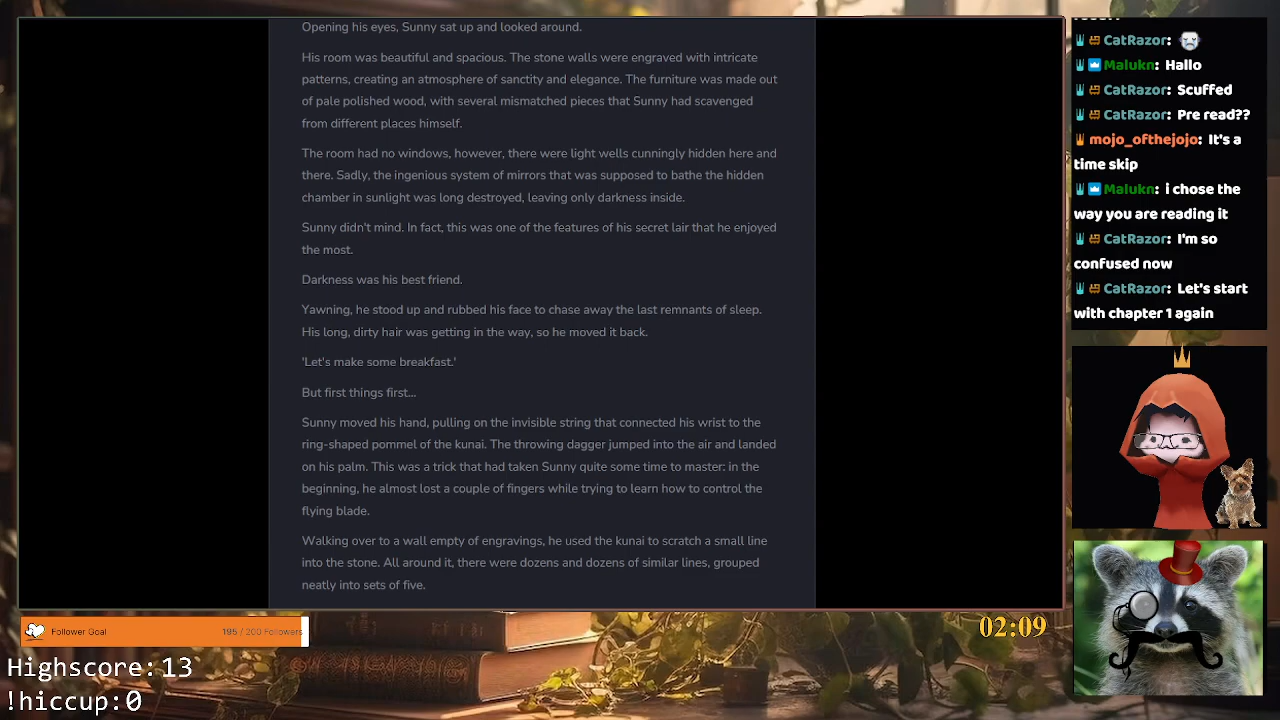 Opening his eyes, Sunny sat up and looked around.
His room was beautiful and spacious. The stone walls were engraved with intricate
patterns, creating an atmosphere of sanctity and elegance. The furniture was made out
of pale polished wood, with several mismatched pieces that Sunny had scavenged
from different places himself.
The room had no windows, however, there were light wells cunningly hidden here and
there. Sadly, the ingenious system of mirrors that was supposed to bathe the hidden
chamber in sunlight was long destroyed, leaving only darkness inside.
Sunny didn't mind. In fact, this was one of the features of his secret lair that he enjoyed
the most.
Darkness was his best friend.
Yawning, he stood up and rubbed his face to chase away the last remnants of sleep.
His long, dirty hair was getting in the way, so he moved it back.
'Let's make some breakfast.'
But first things first...
Sunny moved his hand, pulling on the invisible string that connected his wrist to the
ring-shaped pommel of the kunai. The throwing dagger jumped into the air and landed
on his palm. This was a trick that had taken Sunny quite some time to master: in the
beginning, he almost lost a couple of fingers while trying to learn how to control the
flying blade.
Walking over to a wall empty of engravings, he used the kunai to scratch a small line
into the stone. All around it, there were dozens and dozens of similar lines, grouped
neatly into sets of five.
CatRazor:
Malukn: Hallo
CatRazor: Scuffed
CatRazor: Pre read??
mojo_ofthejojo: It's a
time skip
Malukn: i chose the
way you are reading it
CatRazor: I'm so
confused now
CatRazor: Let's start
with chapter 1 again
Follower Goal
195 / 200 Followers
02:09
Highscore:13
!hiccup:0